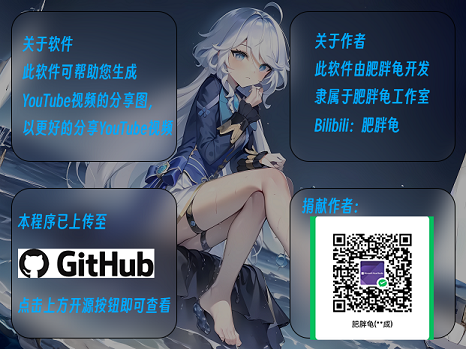 关于软件
此软件可帮助您生成
YouTube视频的分享图，
以更好的分享YouTube视频
关于作者
此软件由肥胖龟开发
隶属于肥胖龟工作室
Bilibili：肥胖龟
本程序已上传至
GitHub
点击上方开源按钮即可查看
捐献作者：
肥胖龟(**成)